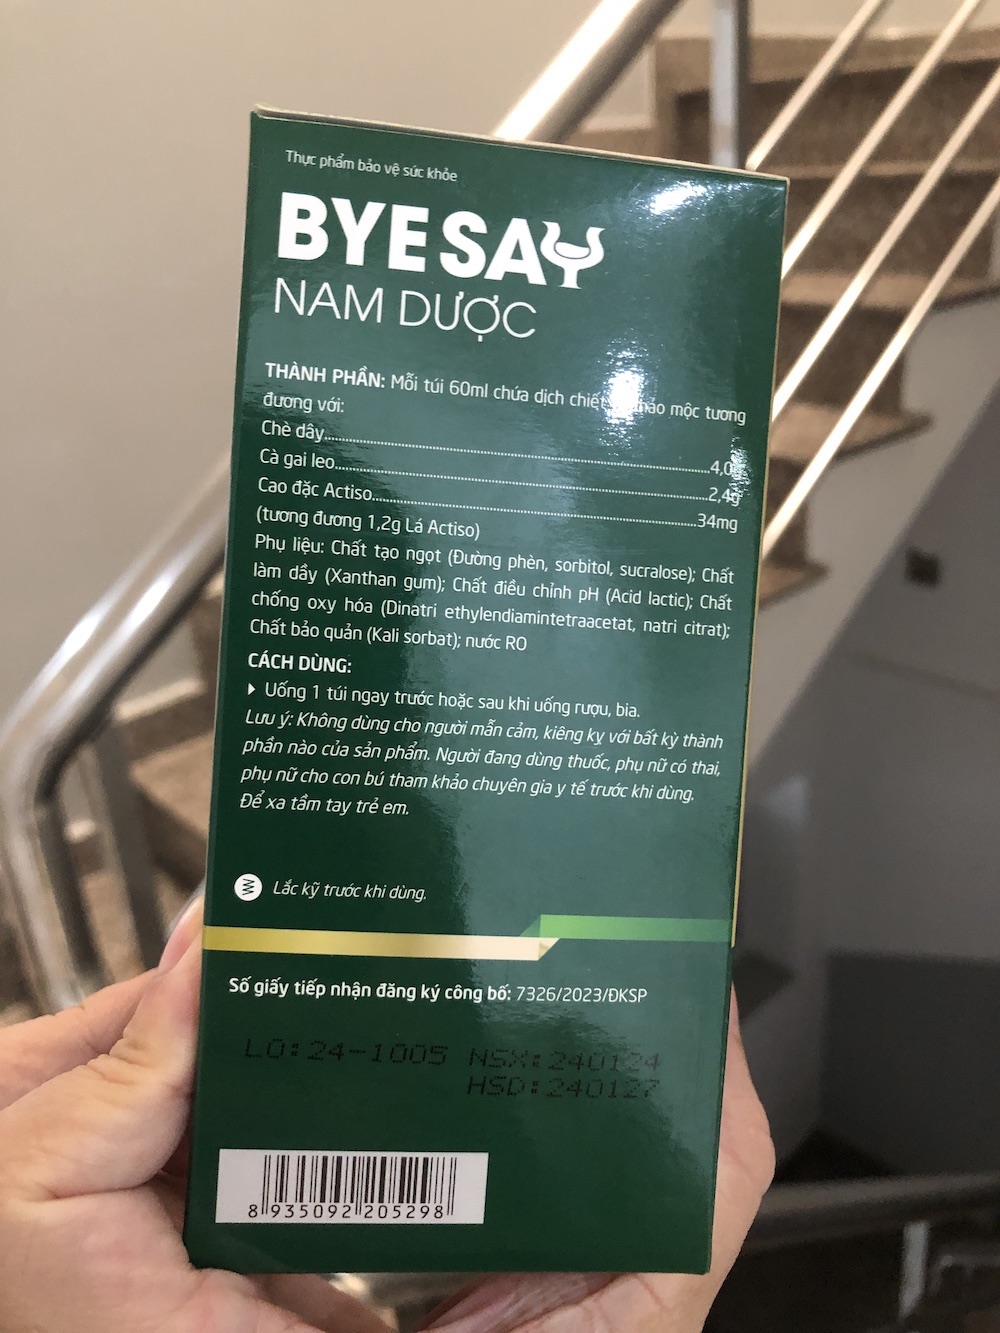 Thực phẩm bảo vệ sức khỏe
BYE SAY
NAM DƯỢC
THÀNH PHẦN: Mỗi túi 60ml chứa dịch chiết mộc tương
đương với:
Chè dây
Cà gai leo 2,4g
Cao đặc Actiso 34mg
(tương đương 1,2g Lá Actiso)
Phụ liệu: Chất tạo ngọt (Đường phèn, sorbitol, sucralose); Chất
làm dầy (Xanthan gum); Chất điều chỉnh pH (Acid lactic); Chất
chống oxy hóa (Dinatri ethylendiamintetraacetat, natri citrat);
Chất bảo quản (Kali sorbat); nước RO
CÁCH DÙNG:
Uống 1 túi ngay trước hoặc sau khi uống rượu, bia.
Lưu ý: Không dùng cho người mẫn cảm, kiêng kỵ với bất kỳ thành
phần nào của sản phẩm. Người đang dùng thuốc, phụ nữ có thai,
phụ nữ cho con bú tham khảo chuyên gia y tế trước khi dùng.
Để xa tầm tay trẻ em.
Lắc kỹ trước khi dùng.
Số giấy tiếp nhận đăng ký công bố: 7326/2023/ĐKSP
LO:24-1005 NSX:240124
HSD:240127
8 935092 205298